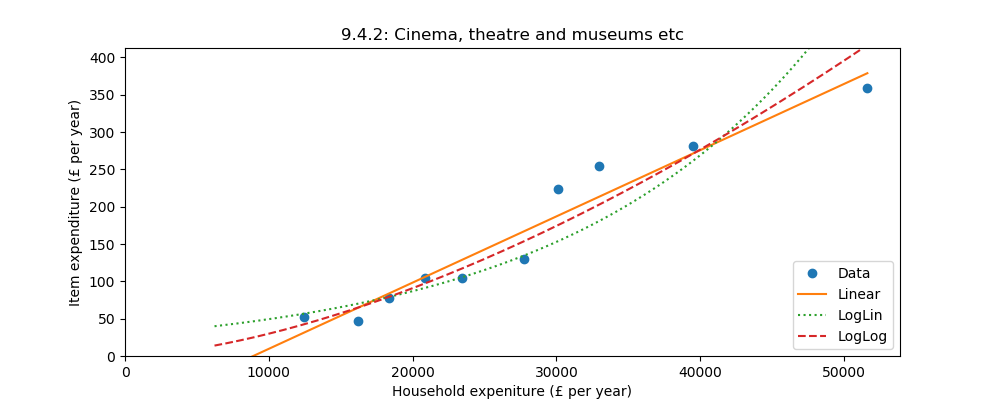 9.4.2: Cinema, theatre and museums etc
400
350
300
250
200
150
100
50
0
Item expenditure (£ per year)
0 10000 20000 30000 40000 50000
Household expeniture (£ per year)
Data
Linear
LogLin
LogLog